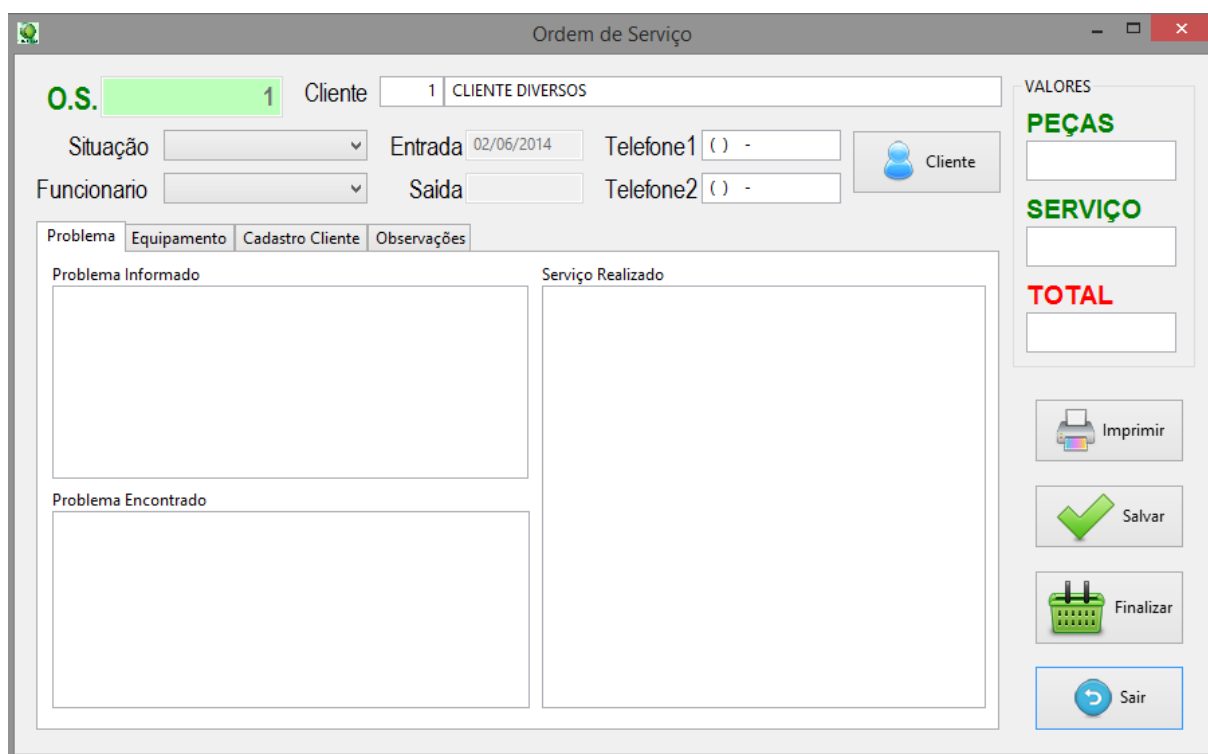 Ordem de Serviço
O.S. 1 Cliente 1 CLIENTE DIVERSOS
Situação Entrada 02/06/2014 Telefone1 ( ) -
Cliente
Funcionario Saida Telefone2 ( ) -
Problema Equipamento Cadastro Cliente Observações
Problema Informado
Problema Encontrado
Serviço Realizado
VALORES
PEÇAS
SERVIÇO
TOTAL
Imprimir
Salvar
Finalizar
Sair